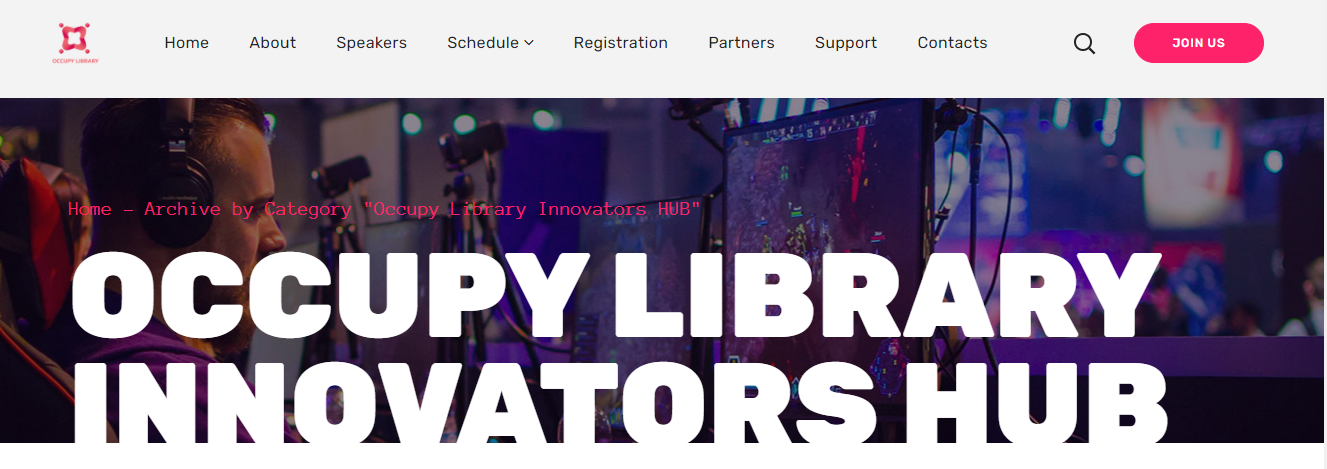 OCCUPY LIBRARY
Home
About
Speakers
Schedule
Registration
Partners
Support
Contacts
JOIN US
Home – Archive by Category "Occupy Library Innovators HUB"
OCCUPY LIBRARY
INNOVATORS HUB